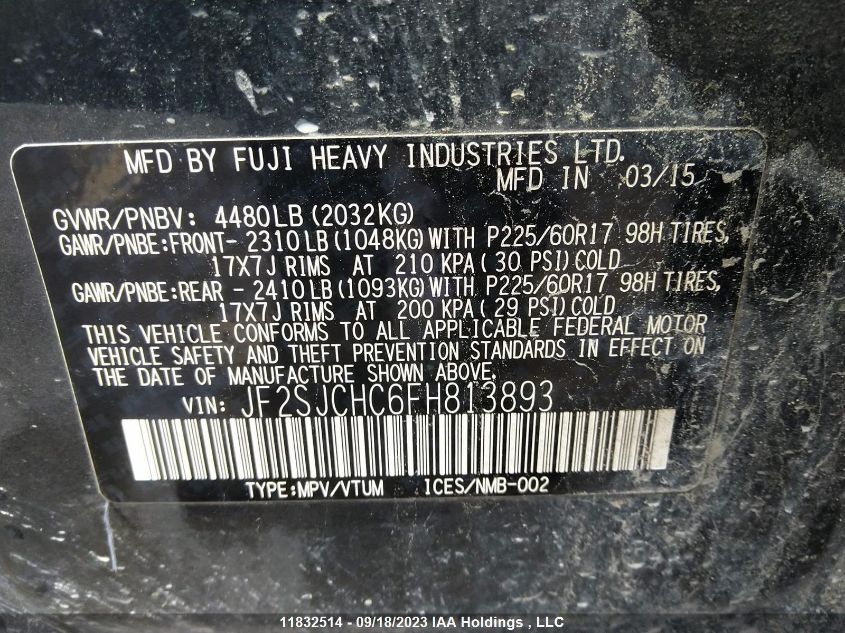 MFD BY FUJI HEAVY INDUSTRIES LTD.
MFD IN 03/15
GVWR/PNBV: 4480LB (2032KG)
GAWR/PNBE:FRONT- 2310 LB (1048KG) WITH P225/60R17 98H TIRES,
17X7J RIMS AT 210 KPA ( 30 PSI) COLD
GAWR/PNBE:REAR - 2410 LB (1093KG) WITH P225/60R17 98H TIRES,
17X7J RIMS AT 200 KPA ( 29 PSI) COLD
THIS VEHICLE CONFORMS TO ALL APPLICABLE FEDERAL MOTOR
VEHICLE SAFETY AND THEFT PREVENTION STANDARDS IN EFFECT ON
THE DATE OF MANUFACTURE SHOWN ABOVE.
VIN: JF2SJCHC6FH813893
TYPE:MPV/VTUM ICES/NMB-002
11832514 - 09/18/2023 IAA Holdings , LLC